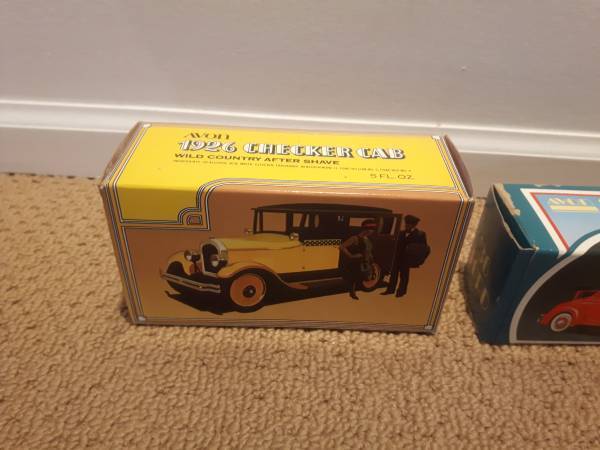 AVON
1926 CHECKER CAB
WILD COUNTRY AFTER SHAVE
5 FL. OZ.
AVON